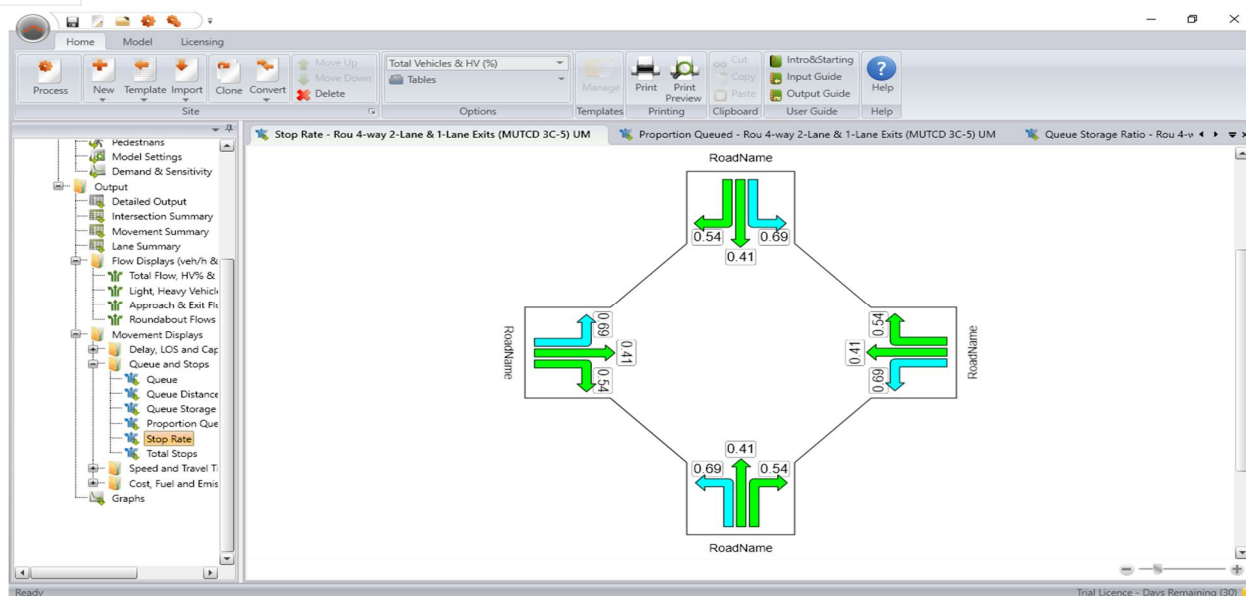 Home Model Licensing
Process New Template Import Clone Convert
Move Up
Move Down
Delete
Site
Total Vehicles & HV (%)
Tables
Options
Manage
Templates
Print Print Preview
Printing
Cut
Copy
Paste
Clipboard
Intro&Starting
Input Guide
Output Guide
User Guide
Help
Help
Pedestrians
Model Settings
Demand & Sensitivity
Output
Detailed Output
Intersection Summary
Movement Summary
Lane Summary
Flow Displays (veh/h &
Total Flow, HV% &
Light, Heavy Vehicl
Approach & Exit Fl
Roundabout Flows
Movement Displays
Delay, LOS and Cap
Queue and Stops
Queue
Queue Distance
Queue Storage
Proportion Que
Stop Rate
Total Stops
Speed and Travel Ti
Cost, Fuel and Emis
Graphs
Stop Rate - Rou 4-way 2-Lane & 1-Lane Exits (MUTCD 3C-5) UM
Proportion Queued - Rou 4-way 2-Lane & 1-Lane Exits (MUTCD 3C-5) UM
Queue Storage Ratio - Rou 4-w
RoadName
0.54 0.69
0.41
RoadName
0.69
0.41
0.54
0.54
0.41
0.69
RoadName
0.41
0.69 0.54
RoadName
Ready
Trial Licence - Days Remaining (30)